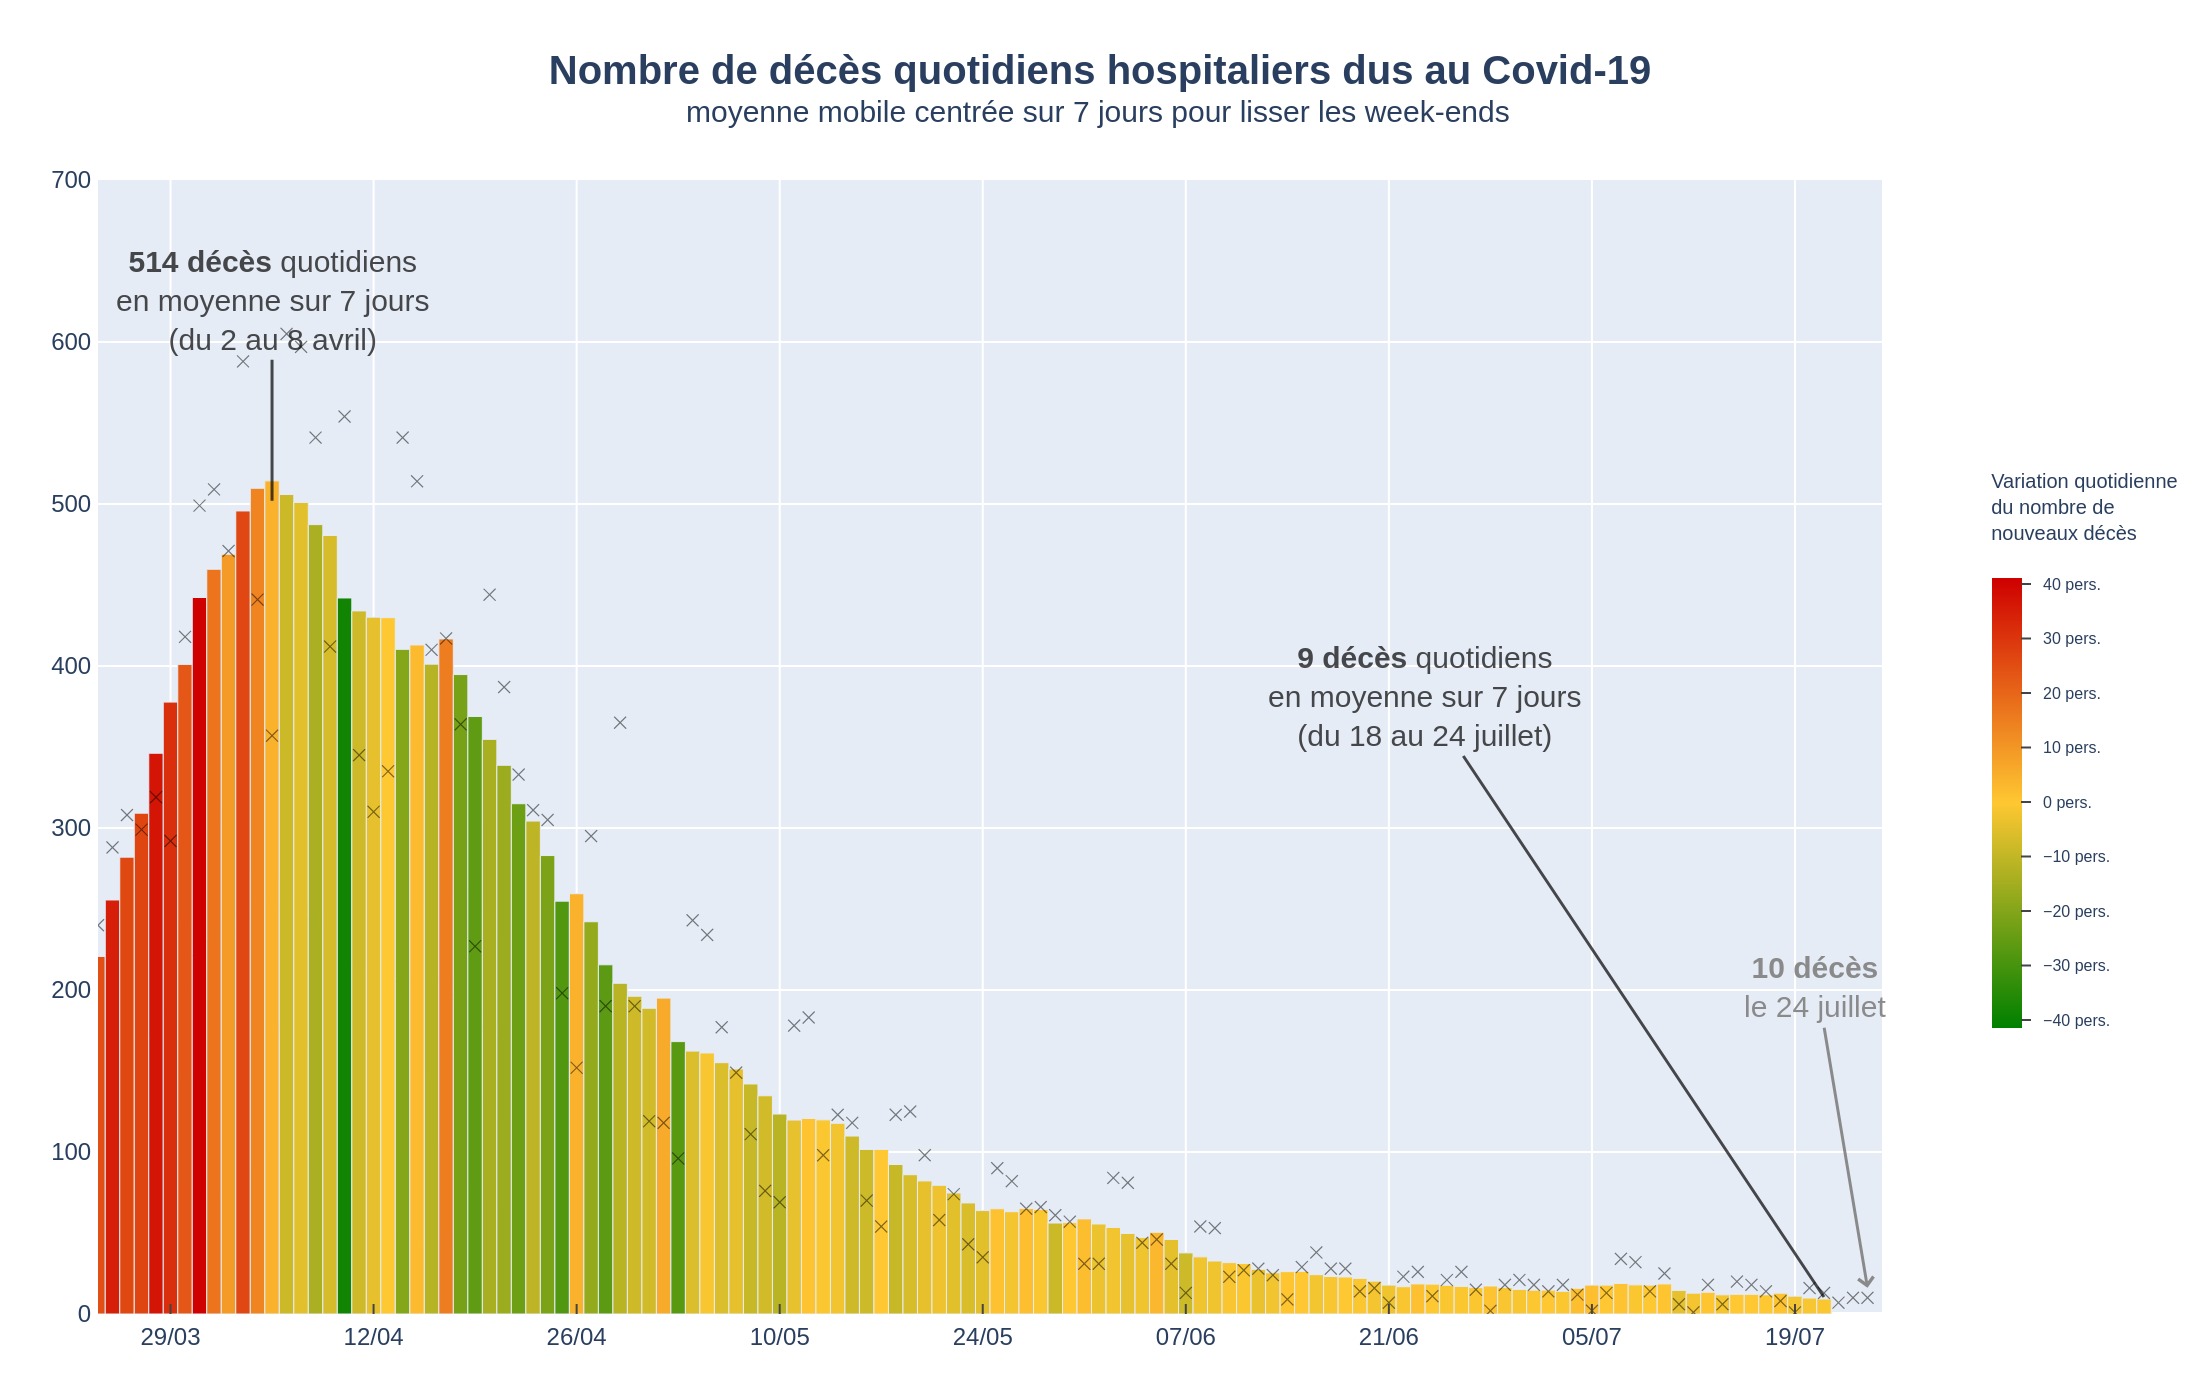 Nombre de décès quotidiens hospitaliers dus au Covid-19
moyenne mobile centrée sur 7 jours pour lisser les week-ends
700
600
500
400
300
200
100
0
514 décès quotidiens
en moyenne sur 7 jours
(du 2 au 8 avril)
9 décès quotidiens
en moyenne sur 7 jours
(du 18 au 24 juillet)
10 décès
le 24 juillet
29/03
12/04
26/04
10/05
24/05
07/06
21/06
05/07
19/07
Variation quotidienne
du nombre de
nouveaux décès
40 pers.
30 pers.
20 pers.
10 pers.
0 pers.
−10 pers.
−20 pers.
−30 pers.
−40 pers.